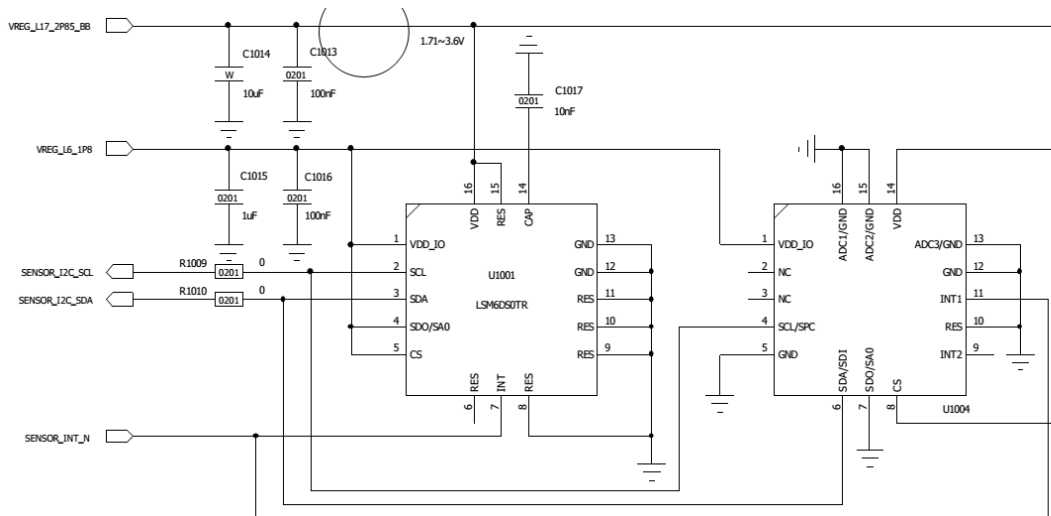 VREG_L17_2P85_BB
1.71~3.6V
C1014
W
10uF
C1013
0201
100nF
C1017
0201
10nF
VREG_L6_1P8
C1015
0201
1uF
C1016
0201
100nF
SENSOR_I2C_SCL
R1009
0201
0
SENSOR_I2C_SDA
R1010
0201
0
SENSOR_INT_N
16
VDD
15
RES
14
CAP
1
VDD_IO
2
SCL
3
SDA
4
SDO/SA0
5
CS
U1001
LSM6DS0TR
GND
13
GND
12
RES
11
RES
10
RES
9
RES
6
INT
7
RES
8
16
ADC1/GND
15
ADC2/GND
14
VDD
1
VDD_IO
2
NC
3
NC
4
SCL/SPC
5
GND
ADC3/GND
13
GND
12
INT1
11
RES
10
INT2
9
SDA/SDI
6
SDO/SA0
7
CS
8
U1004